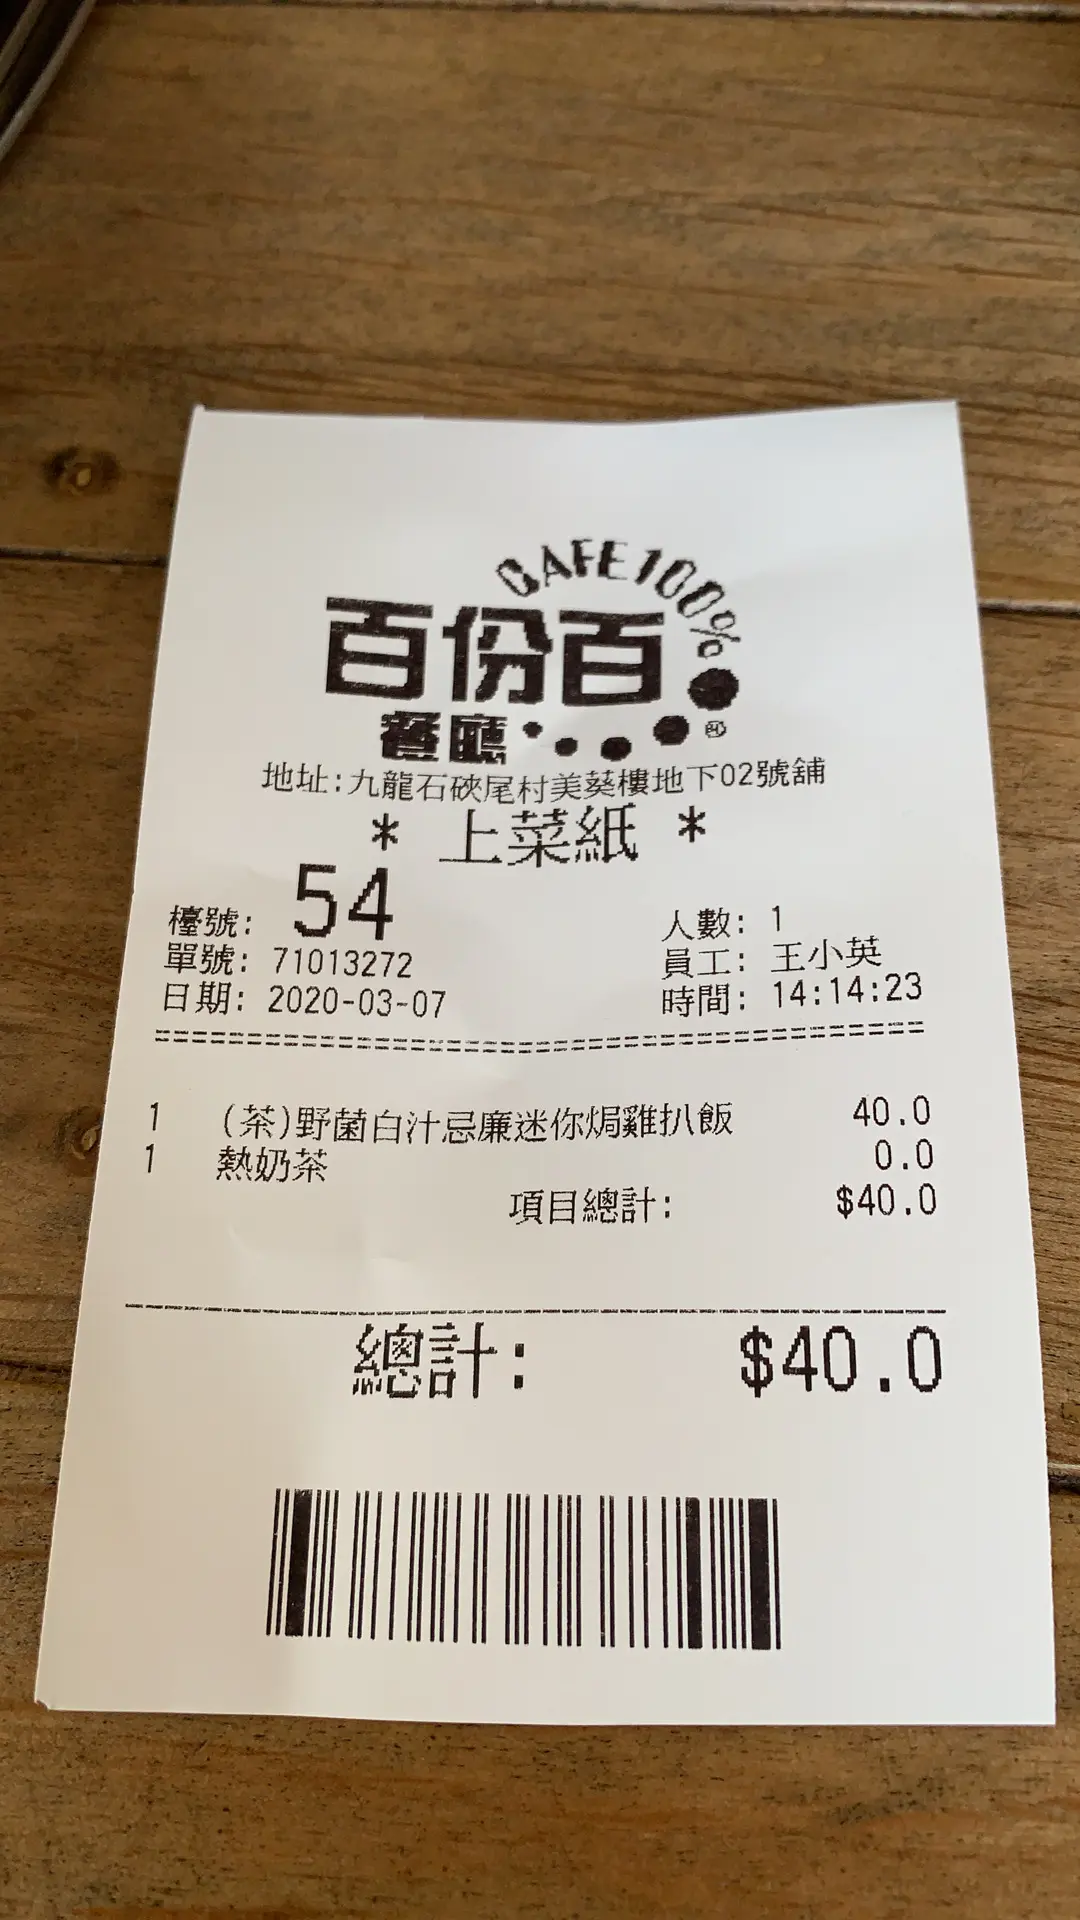 CAFE 100%
百份百
餐廳
地址:九龍石硤尾村美葵樓地下02號舖
* 上菜紙 *
檯號: 54 人數: 1
單號: 71013272 員工: 王小英
日期: 2020-03-07 時間: 14:14:23
1 (茶)野菌白汁忌廉迷你焗雞扒飯 40.0
1 熱奶茶 0.0
項目總計: $40.0
總計: $40.0